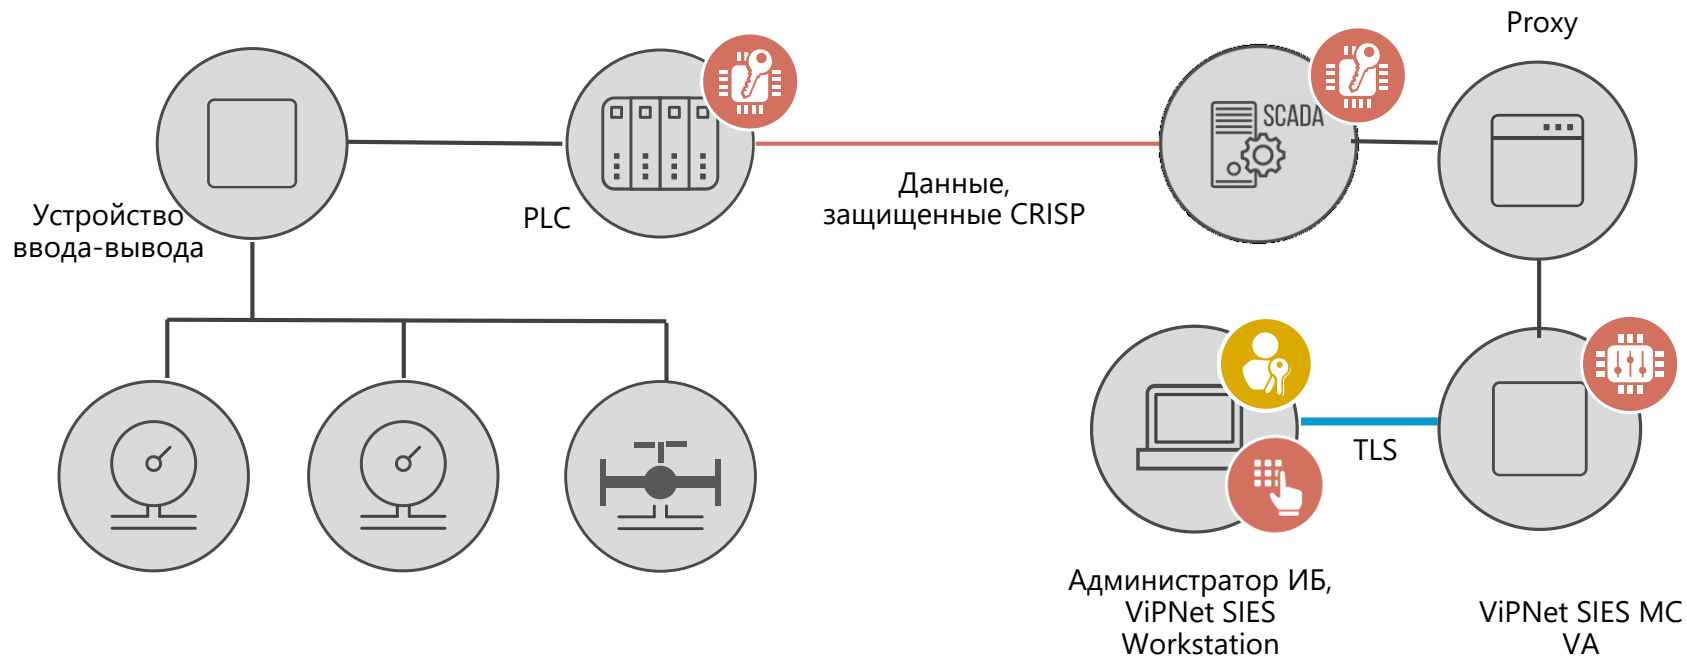 Proxy
SCADA
Устройство
ввода-вывода
PLC
Данные,
защищенные CRISP
TLS
Администратор ИБ,
ViPNet SIES
Workstation
ViPNet SIES MC
VA